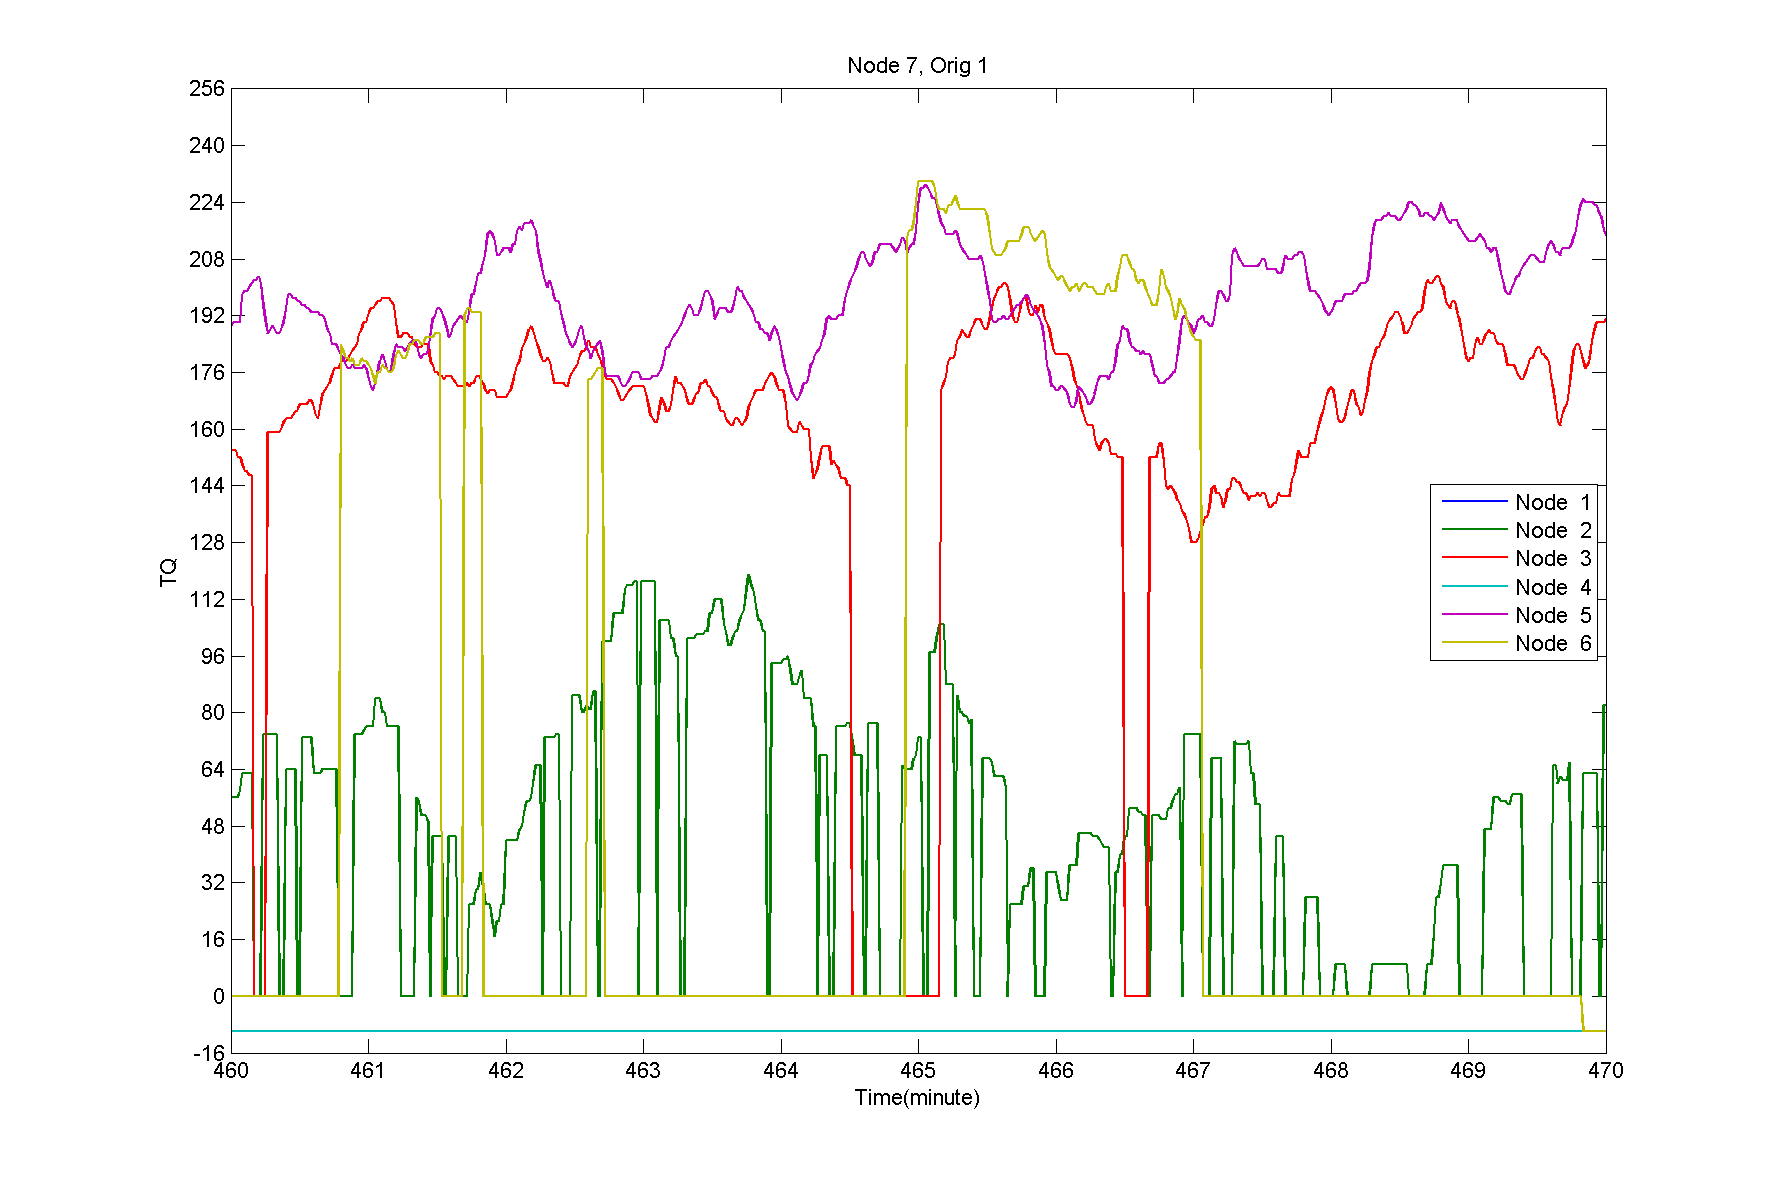 Node 7, Orig 1
256
240
224
208
192
176
160
144
128
112
96
80
64
48
32
16
0
-16
TQ
460 461 462 463 464 465 466 467 468 469 470
Time(minute)
Node 1
Node 2
Node 3
Node 4
Node 5
Node 6